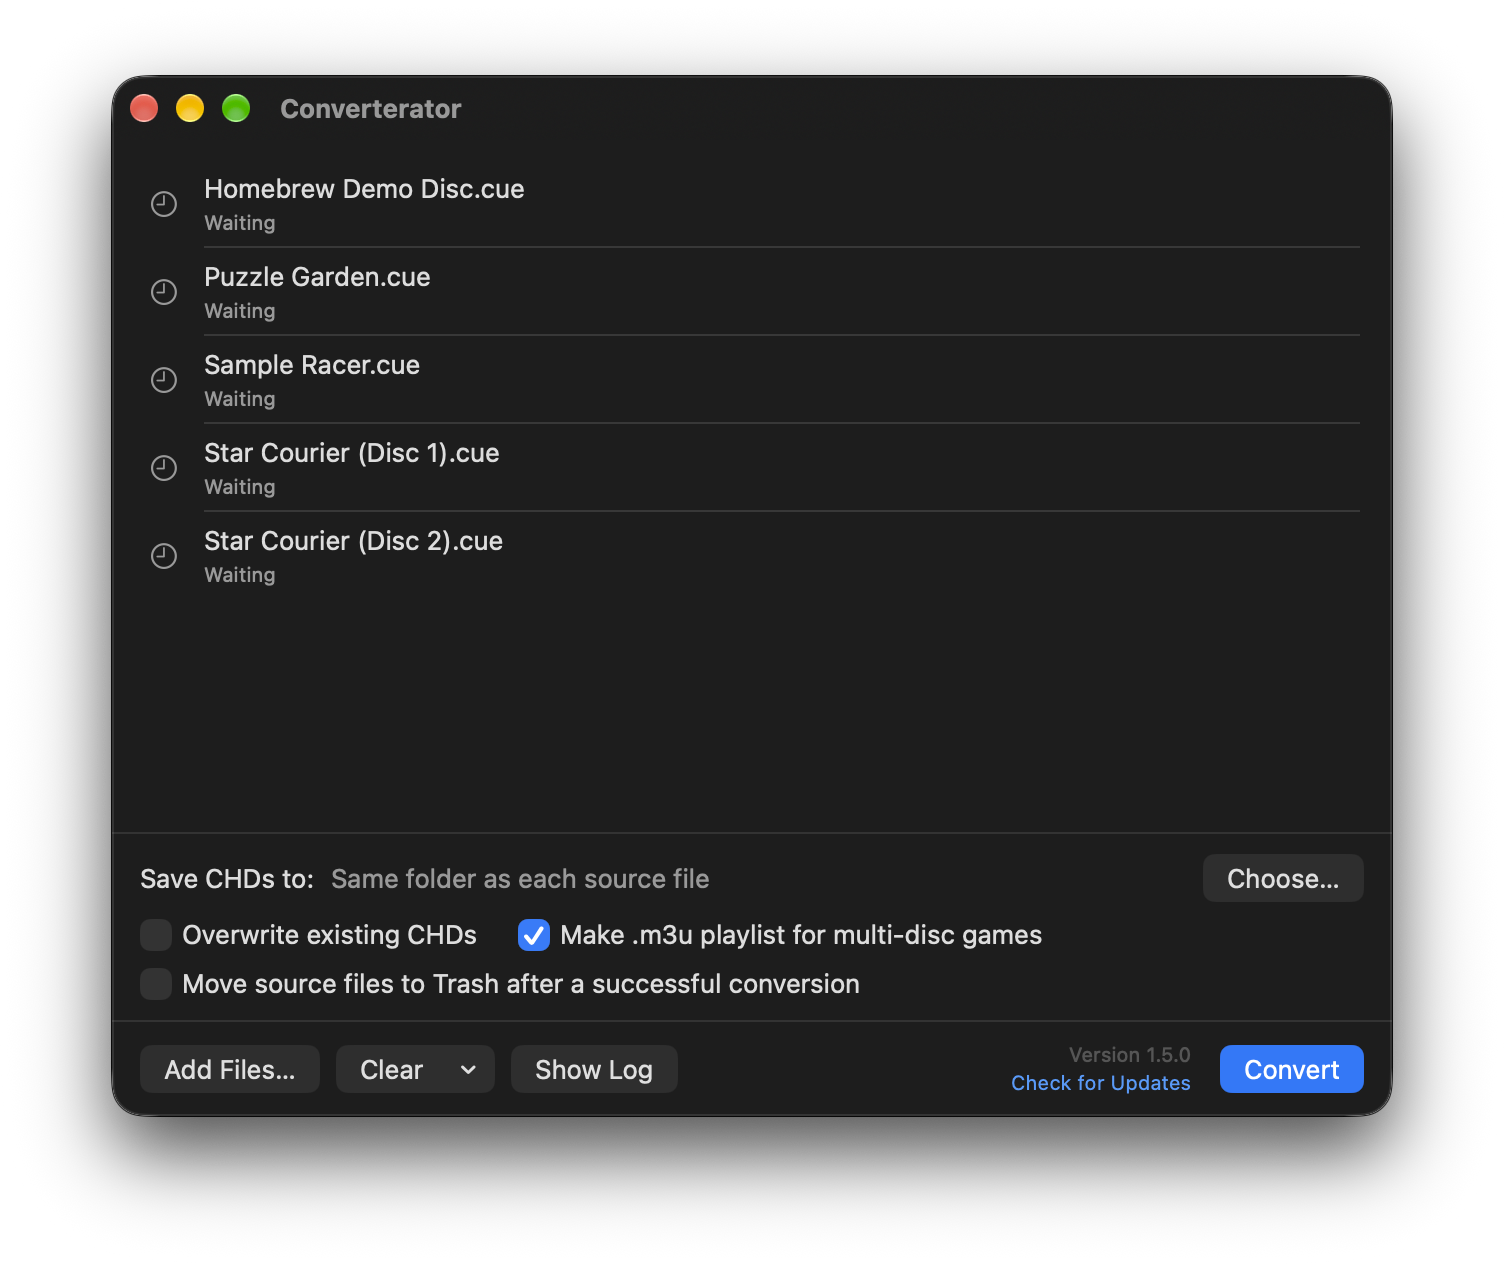 Converterator
Homebrew Demo Disc.cue
Waiting
Puzzle Garden.cue
Waiting
Sample Racer.cue
Waiting
Star Courier (Disc 1).cue
Waiting
Star Courier (Disc 2).cue
Waiting
Save CHDs to: Same folder as each source file Choose...
Overwrite existing CHDs Make .m3u playlist for multi-disc games
Move source files to Trash after a successful conversion
Add Files... Clear Show Log Version 1.5.0 Convert
Check for Updates